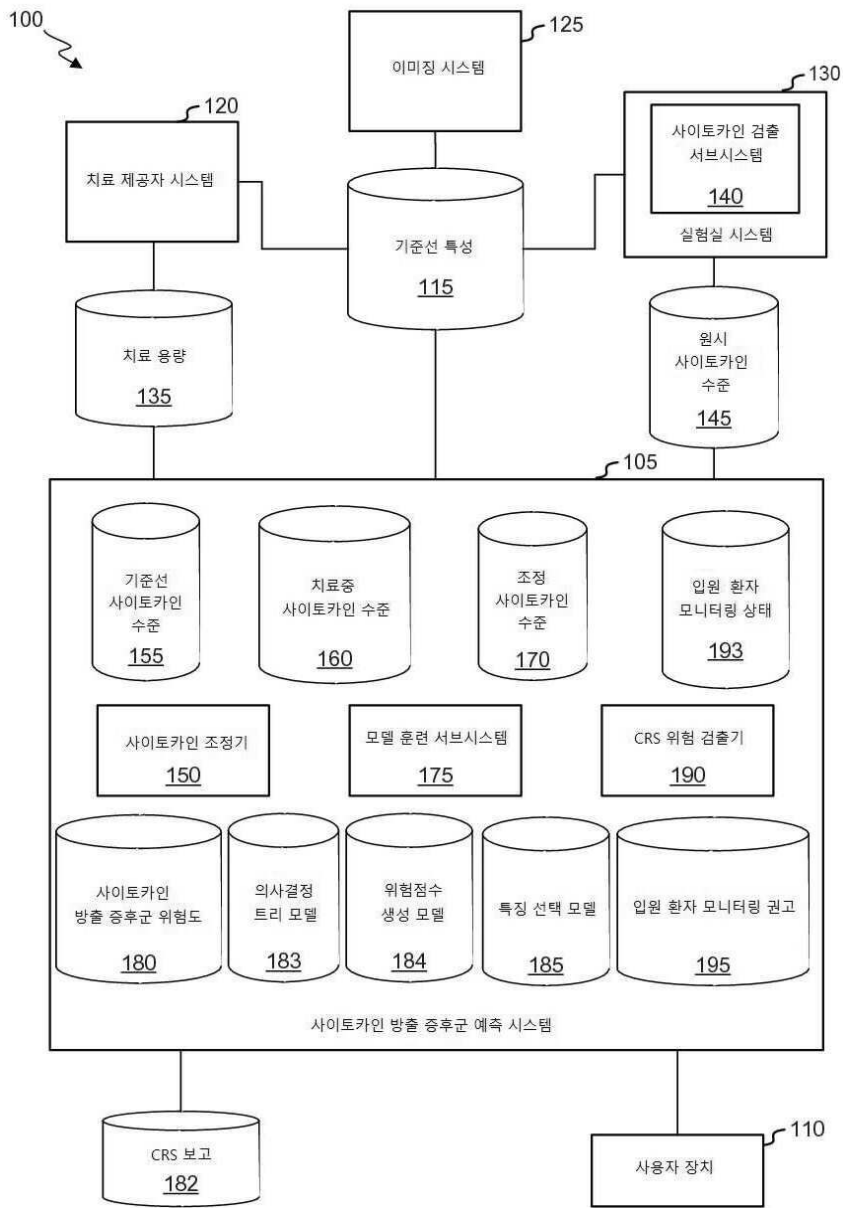 100
125
이미징 시스템
120
치료 제공자 시스템
130
사이토카인 검출
서브시스템
140
실험실 시스템
기준선 특성
115
치료 용량
135
원시
사이토카인
수준
145
105
기준선
사이토카인
수준
155
치료중
사이토카인 수준
160
조정
사이토카인
수준
170
입원 환자
모니터링 상태
193
사이토카인 조정기
150
모델 훈련 서브시스템
175
CRS 위험 검출기
190
사이토카인
방출 증후군 위험도
180
의사결정
트리 모델
183
위험점수
생성 모델
184
특징 선택 모델
185
입원 환자 모니터링 권고
195
사이토카인 방출 증후군 예측 시스템
CRS 보고
182
110
사용자 장치